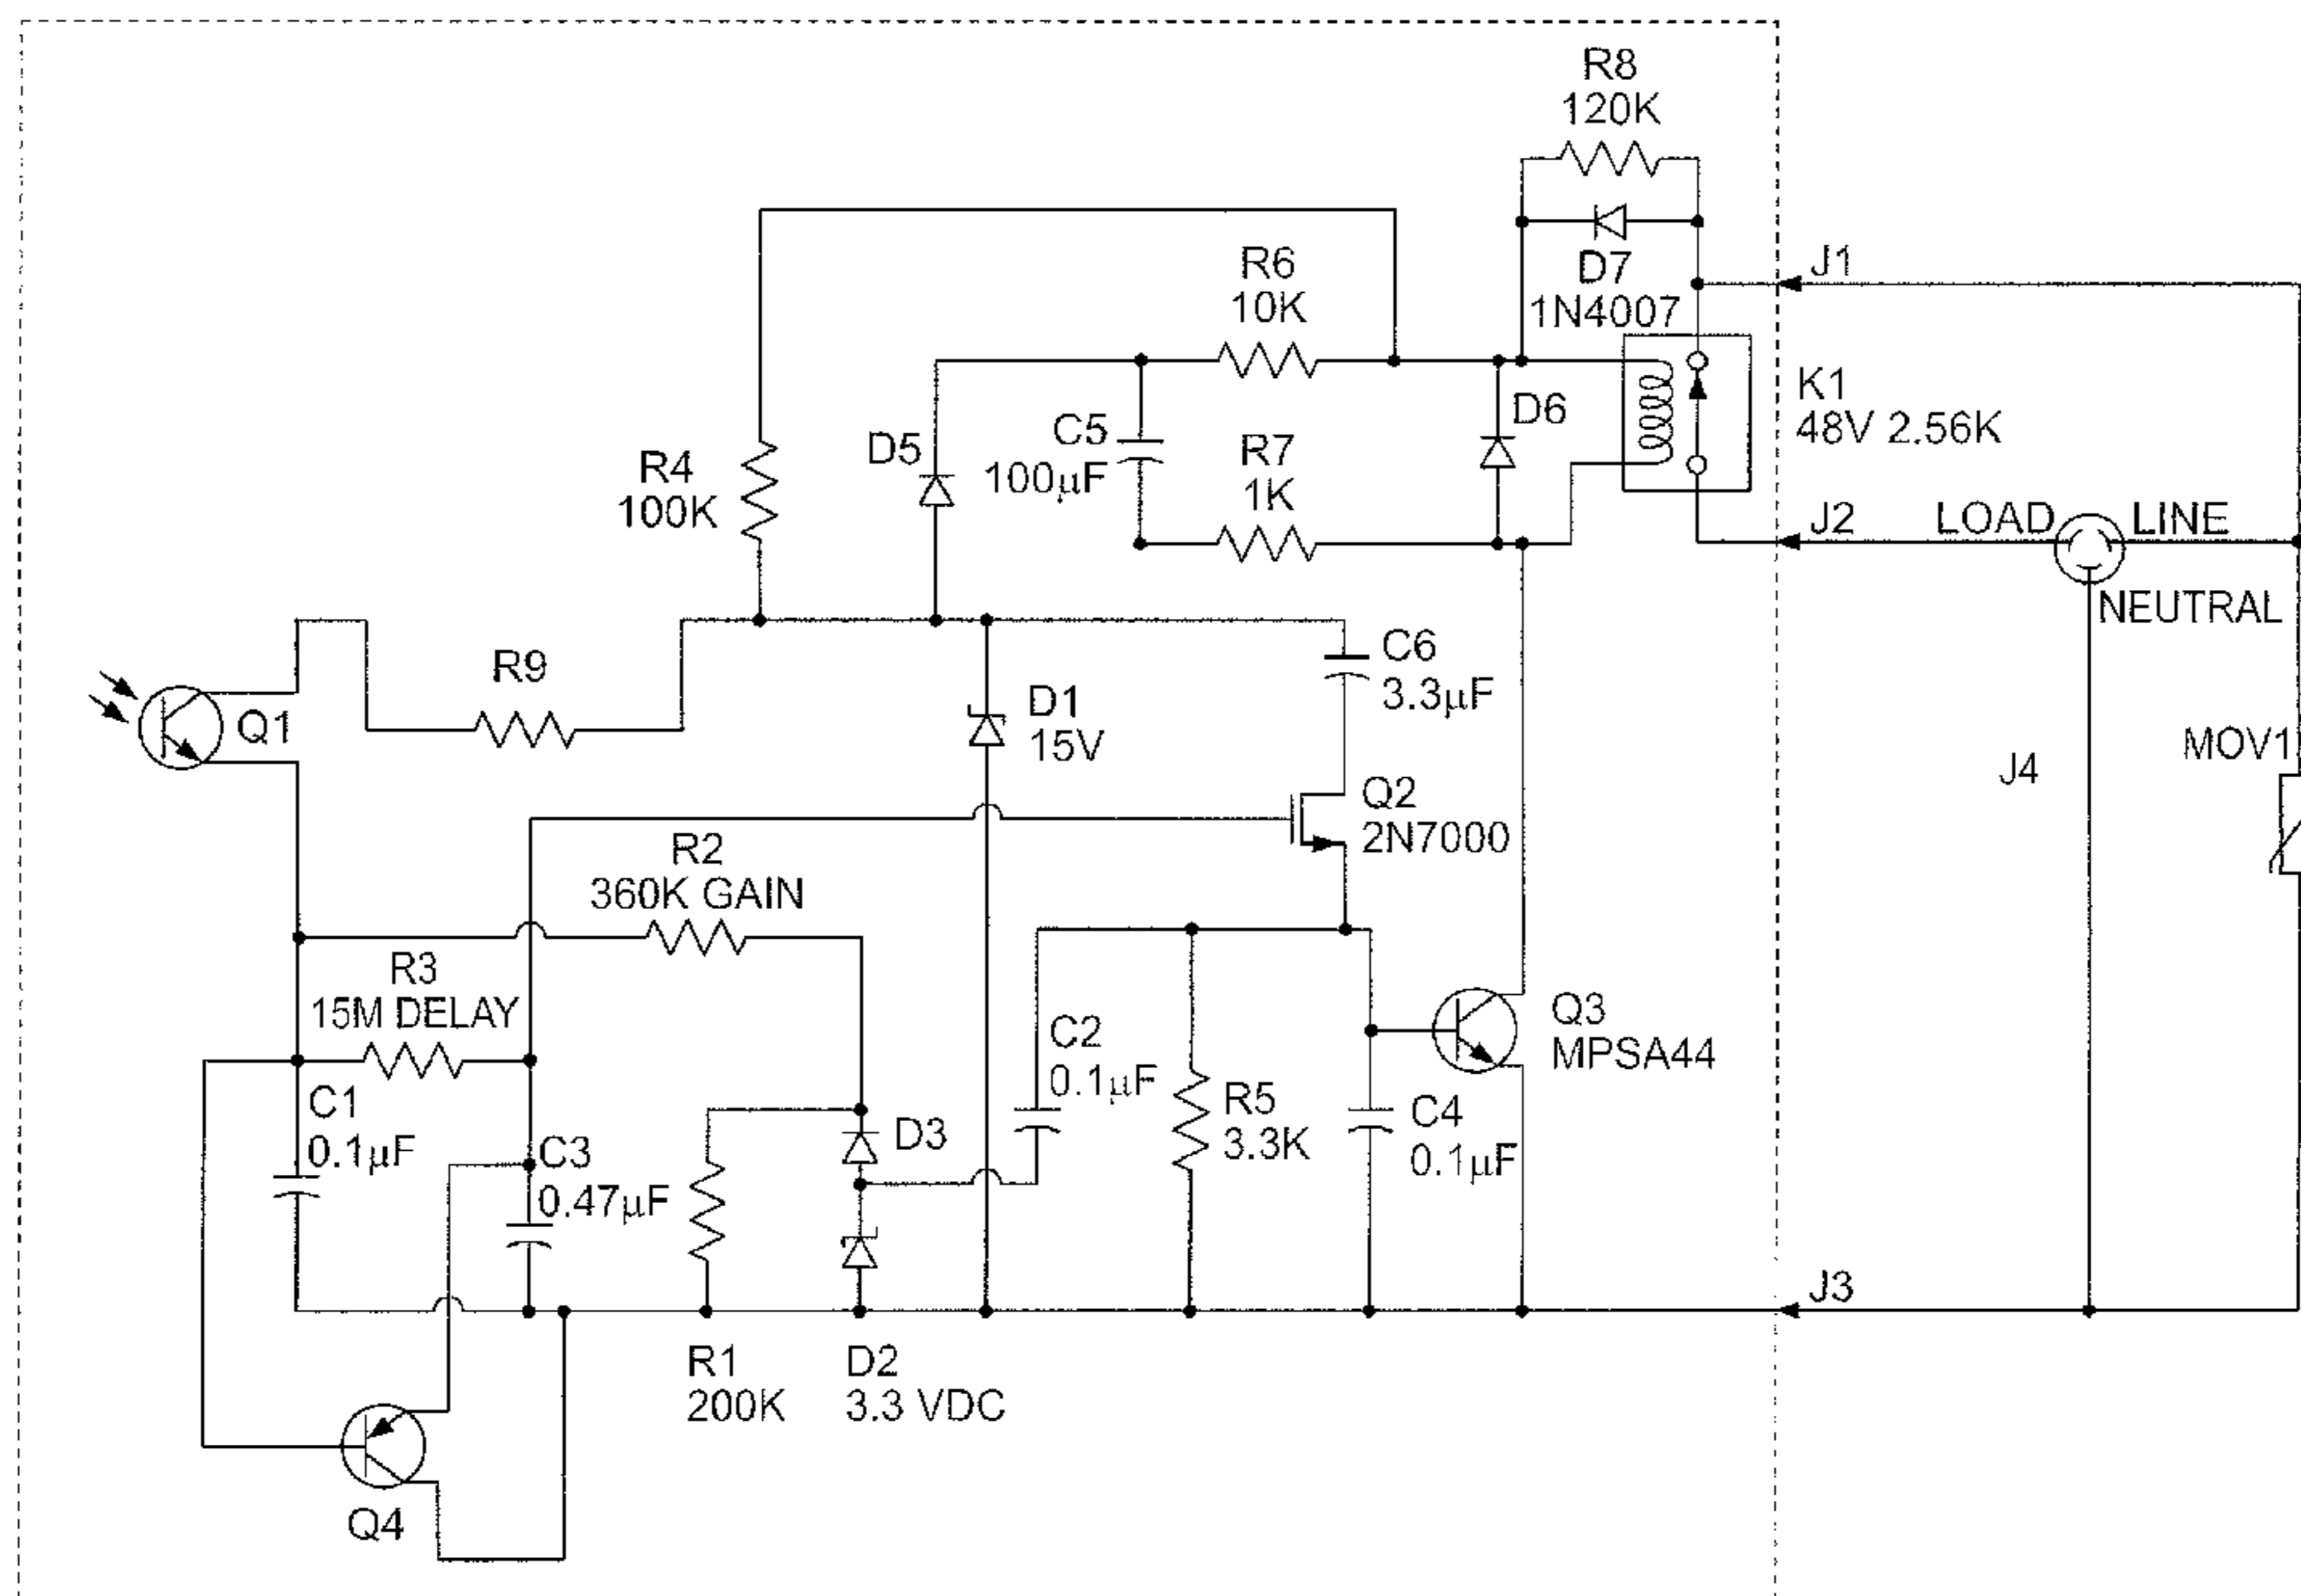 R8
120K
D7
1N4007
J1
R6
10K
K1
48V 2.56K
D6
C5
100μF
D5
R7
1K
R4
100K
J2
LOAD
LINE
NEUTRAL
C6
3.3μF
R9
Q1
D1
15V
MOV1
J4
Q2
2N7000
R2
360K GAIN
R3
15M DELAY
Q3
MPSA44
C2
0.1μF
C1
0.1μF
R5
3.3K
C4
0.1μF
D3
C3
0.47μF
J3
R1
200K
D2
3.3 VDC
Q4